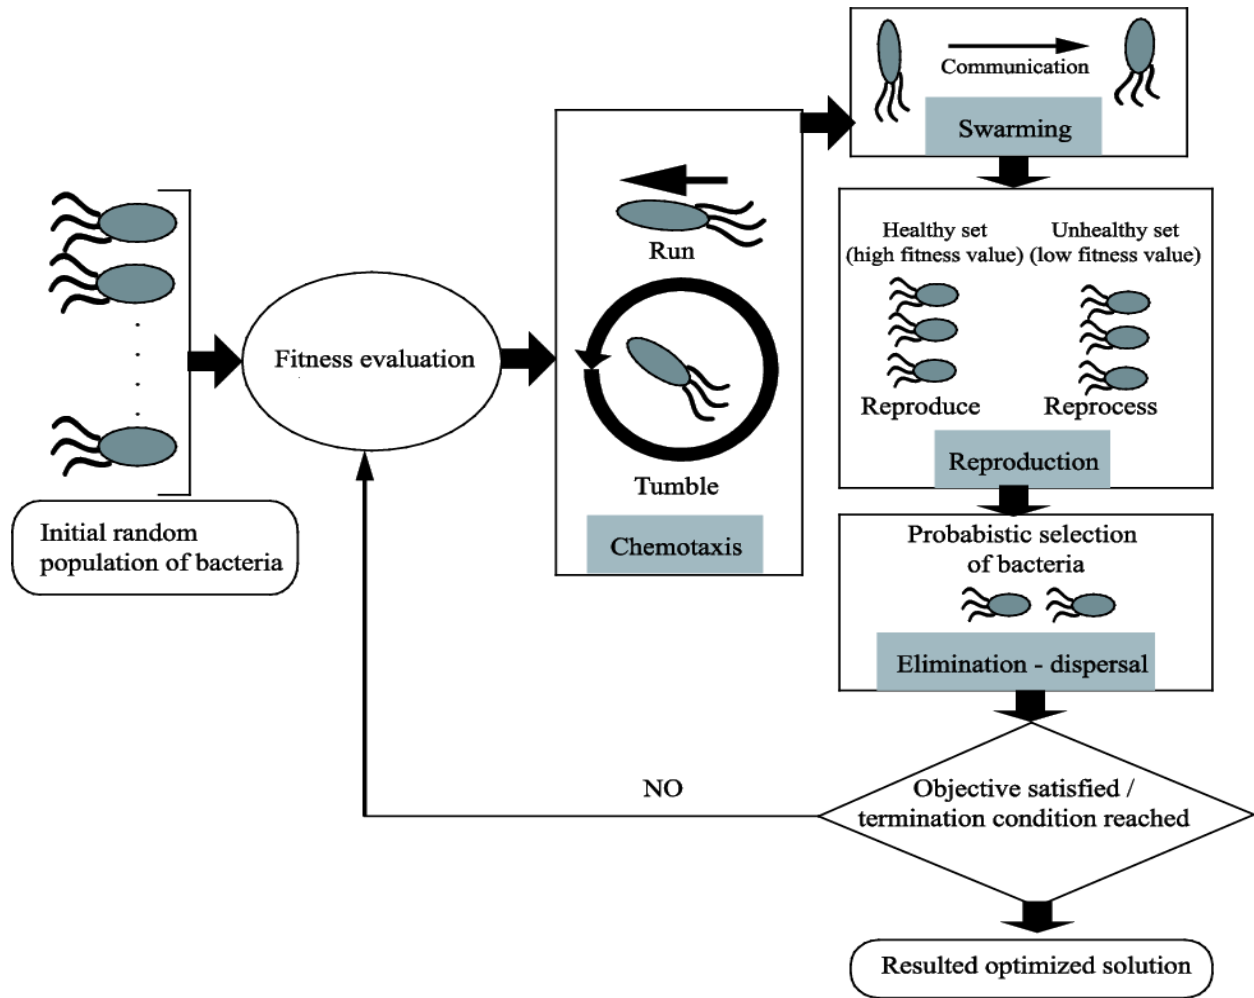 Initial random
population of bacteria
Fitness evaluation
Run
Tumble
Chemotaxis
Communication
Swarming
Healthy set
(high fitness value)
Unhealthy set
(low fitness value)
Reproduce
Reprocess
Reproduction
Probabistic selection
of bacteria
Elimination - dispersal
Objective satisfied /
termination condition reached
NO
Resulted optimized solution